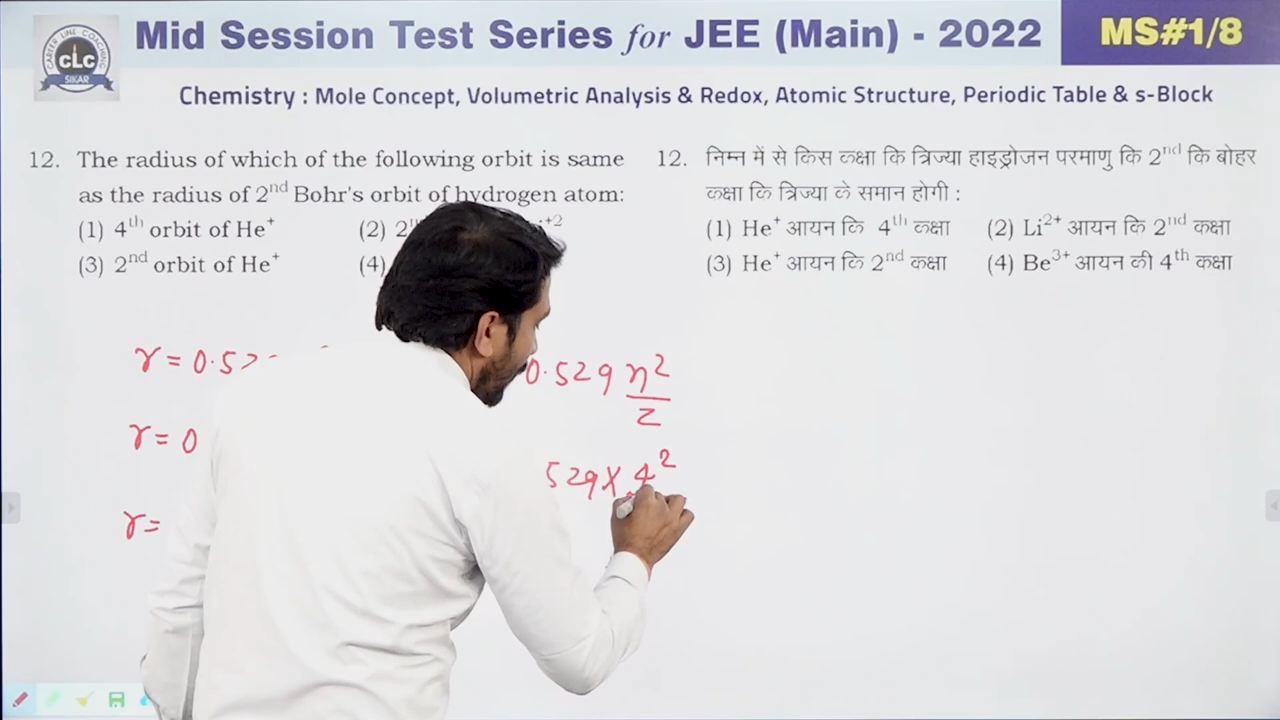 CAREER LINE COACHING
CLC
SIKAR
Mid Session Test Series for JEE (Main) - 2022
MS#1/8
Chemistry : Mole Concept, Volumetric Analysis & Redox, Atomic Structure, Periodic Table & s-Block
12. The radius of which of the following orbit is same
as the radius of 2nd Bohr's orbit of hydrogen atom:
(1) 4th orbit of He+
(2)
(3) 2nd orbit of He+
(4)
12. निम्न में से किस कक्षा कि त्रिज्या हाइड्रोजन परमाणु कि 2nd कि बोहर
कक्षा कि त्रिज्या के समान होगी :
(1) He+ आयन कि 4th कक्षा (2) Li2+ आयन कि 2nd कक्षा
(3) He+ आयन कि 2nd कक्षा (4) Be3+ आयन की 4th कक्षा
r = 0.52
r = 0
r =
0.529 n2
z
529 x 42